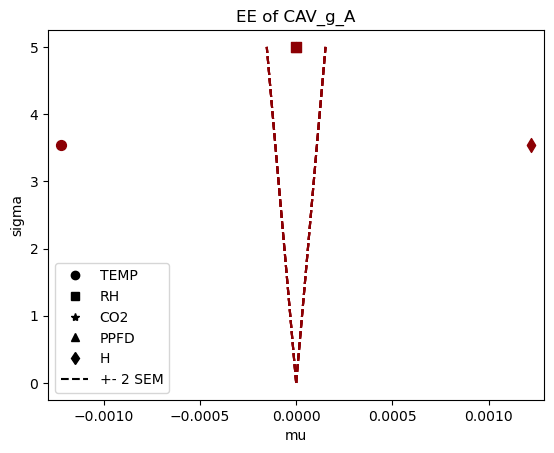 EE of CAV_g_A
5
4
3
2
1
0
sigma
TEMP
RH
CO2
PPFD
H
+- 2 SEM
−0.0010 −0.0005 0.0000 0.0005 0.0010
mu